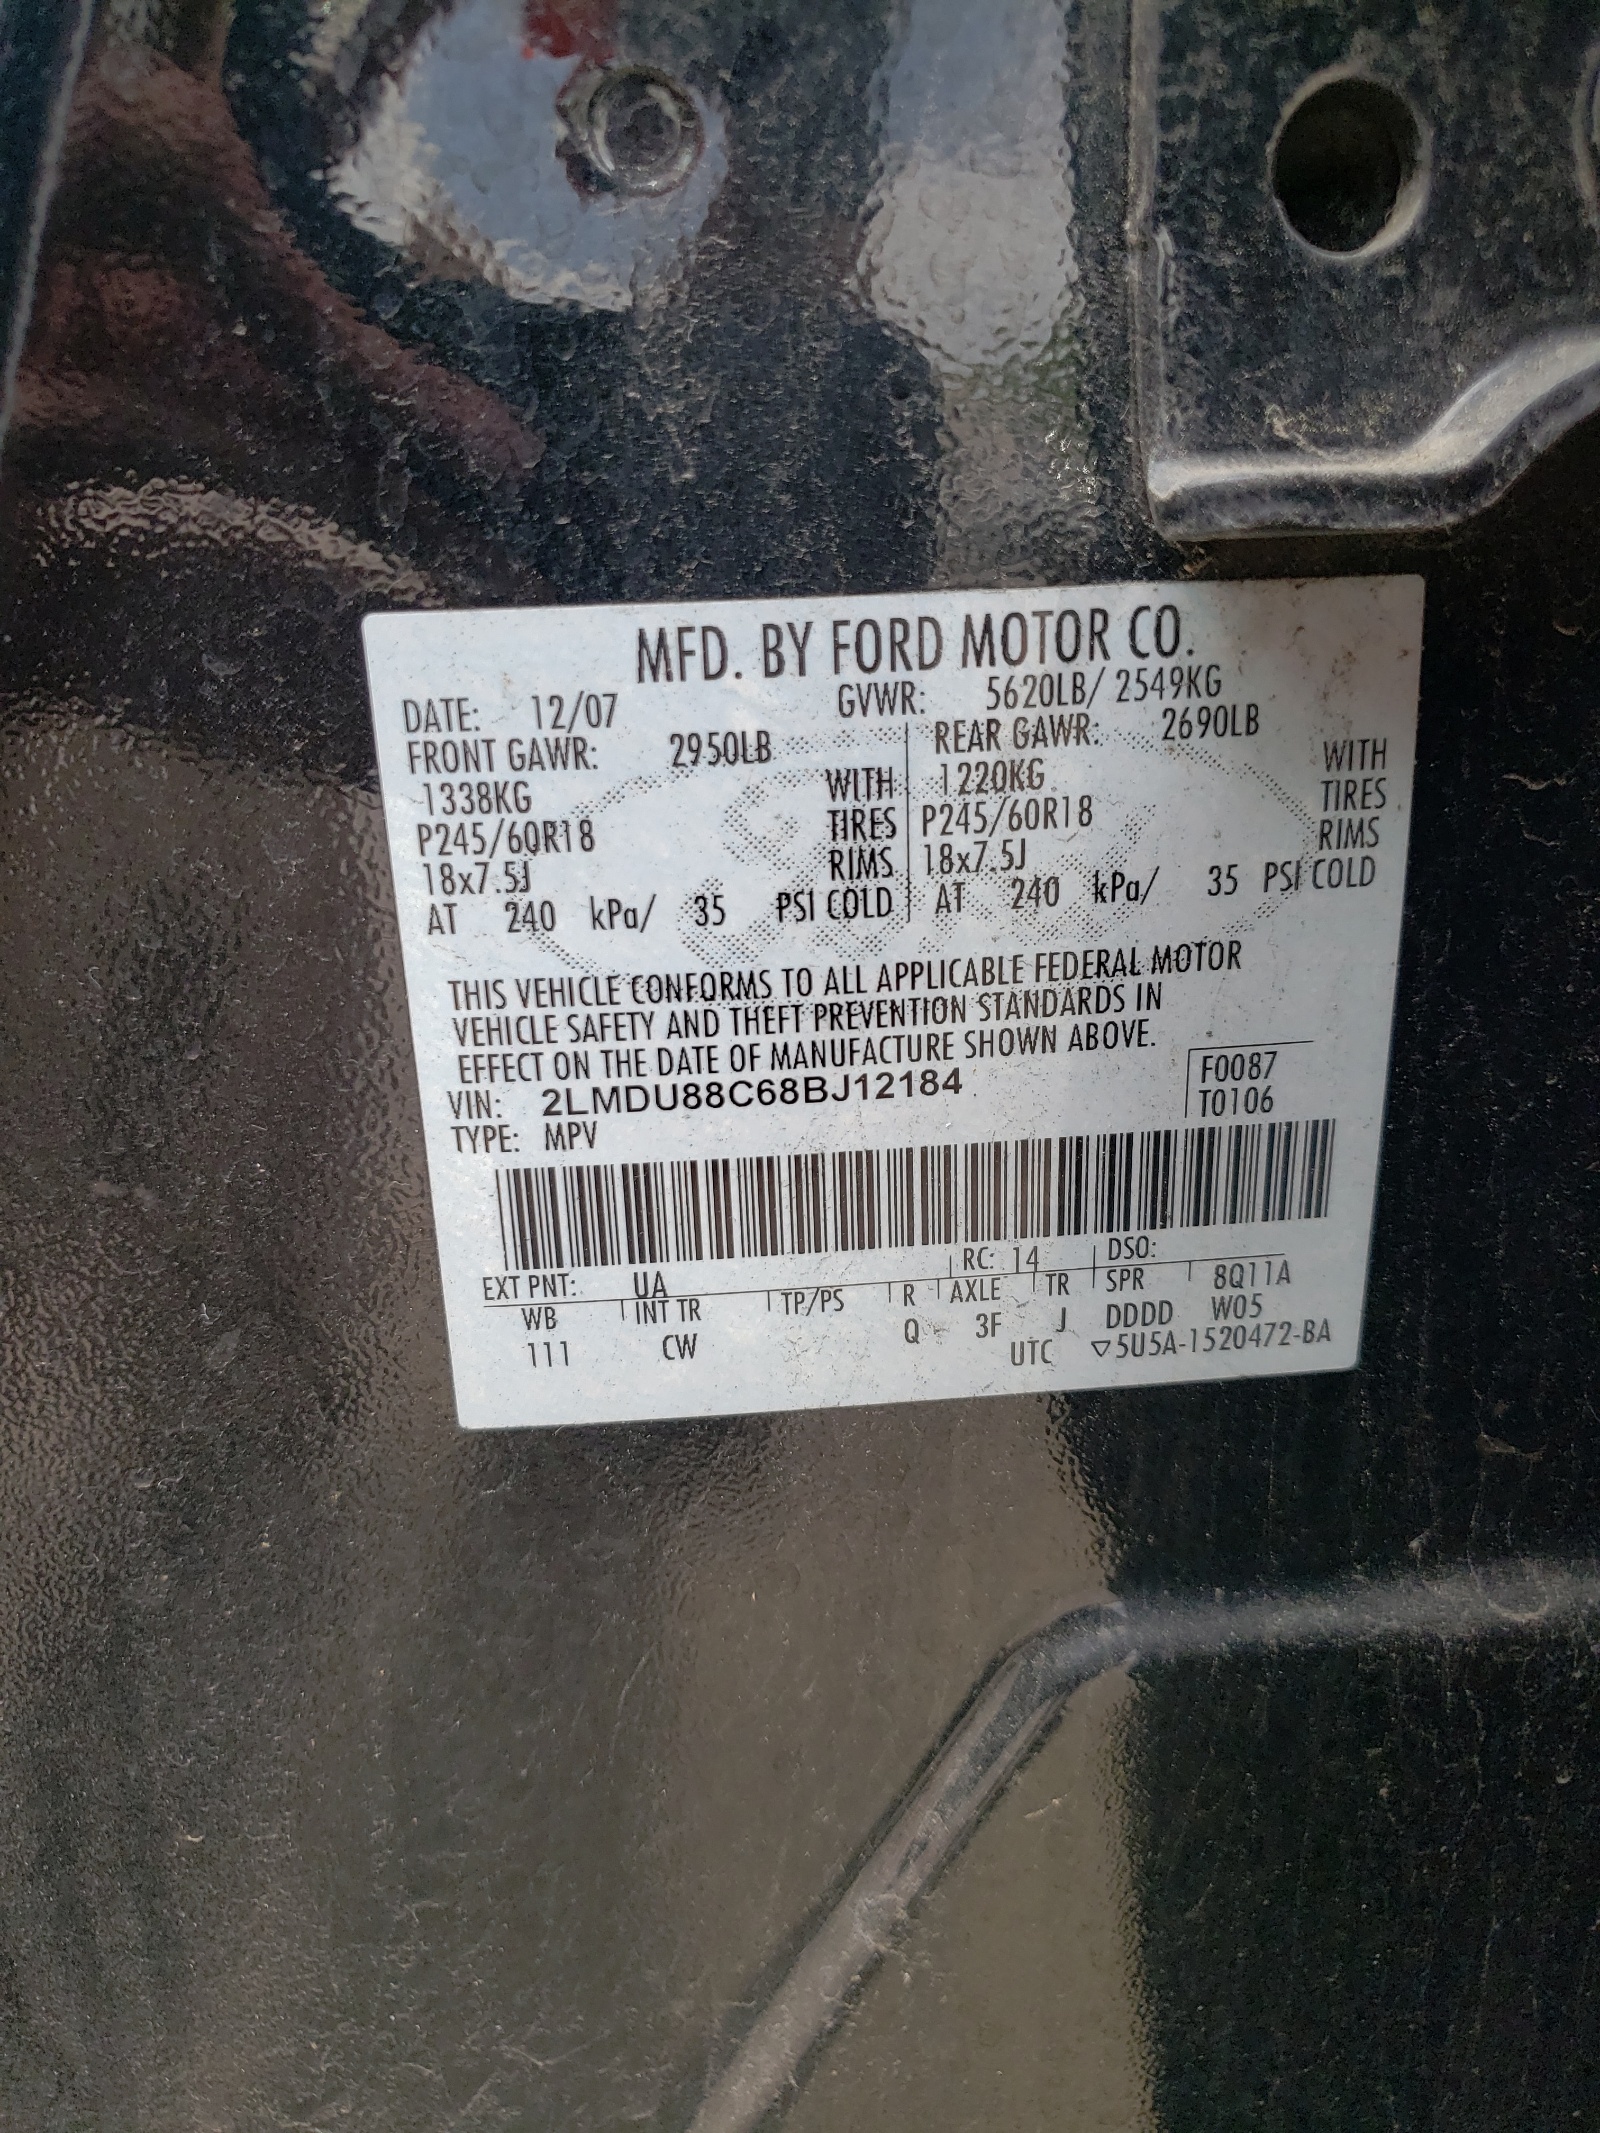 MFD. BY FORD MOTOR CO.
DATE: 12/07 GVWR: 5620LB/ 2549KG
FRONT GAWR: 2950LB REAR GAWR: 2690LB
1338KG WITH 1220KG WITH
P245/60R18 TIRES P245/60R18 TIRES
18x7.5J RIMS 18x7.5J RIMS
AT 240 kPa/ 35 PSI COLD AT 240 kPa/ 35 PSI COLD
THIS VEHICLE CONFORMS TO ALL APPLICABLE FEDERAL MOTOR
VEHICLE SAFETY AND THEFT PREVENTION STANDARDS IN
EFFECT ON THE DATE OF MANUFACTURE SHOWN ABOVE.
VIN: 2LMDU88C68BJ12184 F0087
TYPE: MPV T0106
EXT PNT: UA RC: 14 DSO:
WB INT TR TP/PS R AXLE TR SPR 8Q11A
111 CW Q 3F J DDDD W05
UTC ▽5U5A-1520472-BA